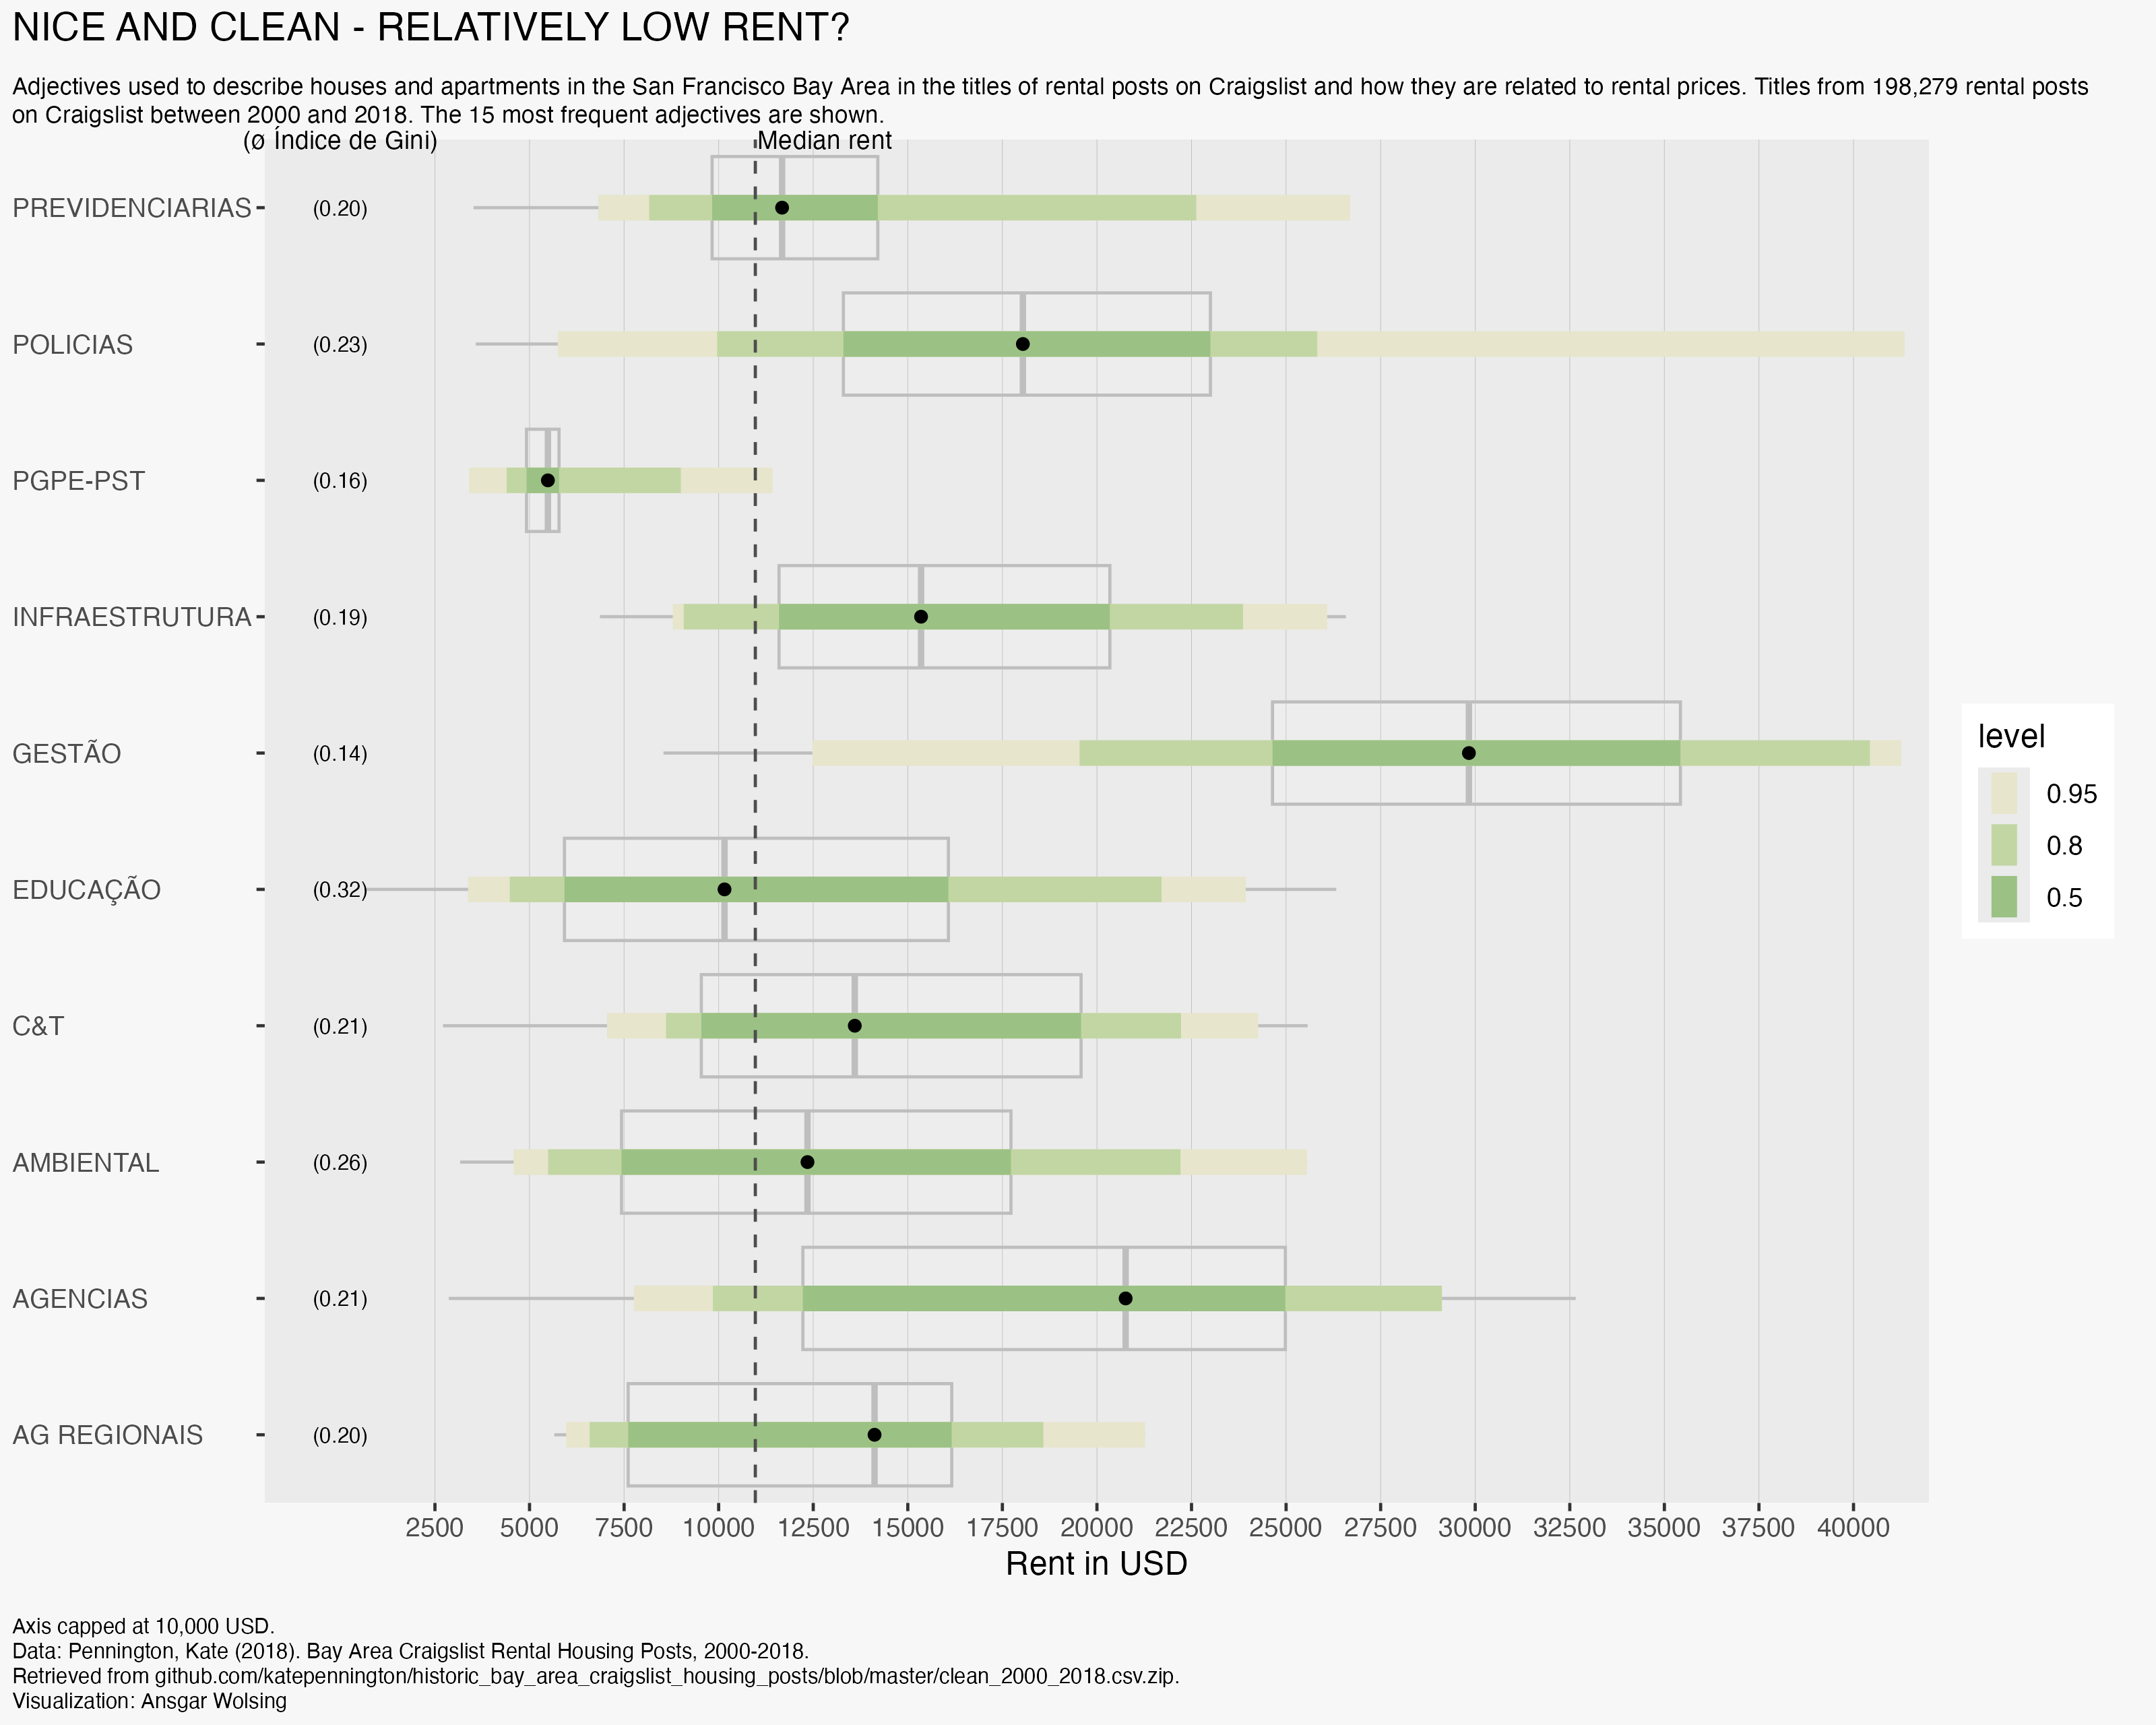 NICE AND CLEAN - RELATIVELY LOW RENT?
Adjectives used to describe houses and apartments in the San Francisco Bay Area in the titles of rental posts on Craigslist and how they are related to rental prices. Titles from 198,279 rental posts
on Craigslist between 2000 and 2018. The 15 most frequent adjectives are shown.
(ø Índice de Gini) Median rent
PREVIDENCIARIAS (0.20)
POLICIAS (0.23)
PGPE-PST (0.16)
INFRAESTRUTURA (0.19)
GESTÃO (0.14)
EDUCAÇÃO (0.32)
C&T (0.21)
AMBIENTAL (0.26)
AGENCIAS (0.21)
AG REGIONAIS (0.20)
level
0.95
0.8
0.5
2500 5000 7500 10000 12500 15000 17500 20000 22500 25000 27500 30000 32500 35000 37500 40000
Rent in USD
Axis capped at 10,000 USD.
Data: Pennington, Kate (2018). Bay Area Craigslist Rental Housing Posts, 2000-2018.
Retrieved from github.com/katepennington/historic_bay_area_craigslist_housing_posts/blob/master/clean_2000_2018.csv.zip.
Visualization: Ansgar Wolsing